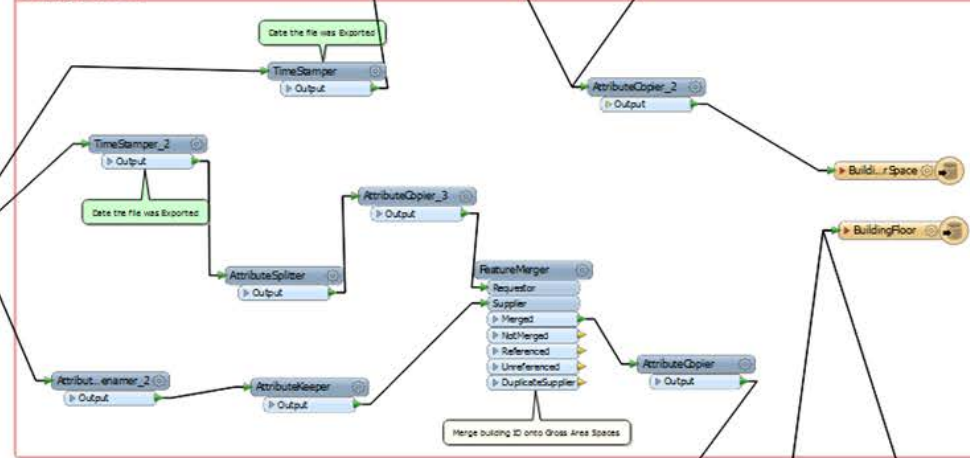 Date the file was Exported
TimeStamper
Output
AttributeCopier_2
Output
TimeStamper_2
Output
Date the file was Exported
Buildi...rSpace
AttributeCopier_3
Output
BuildingFloor
AttributeSplitter
Output
FeatureMerger
Requestor
Supplier
Merged
NotMerged
Referenced
Unreferenced
DuplicateSupplier
AttributeCopier
Output
Attribut...enamer_2
Output
AttributeKeeper
Output
Merge building ID onto Gross Area Spaces